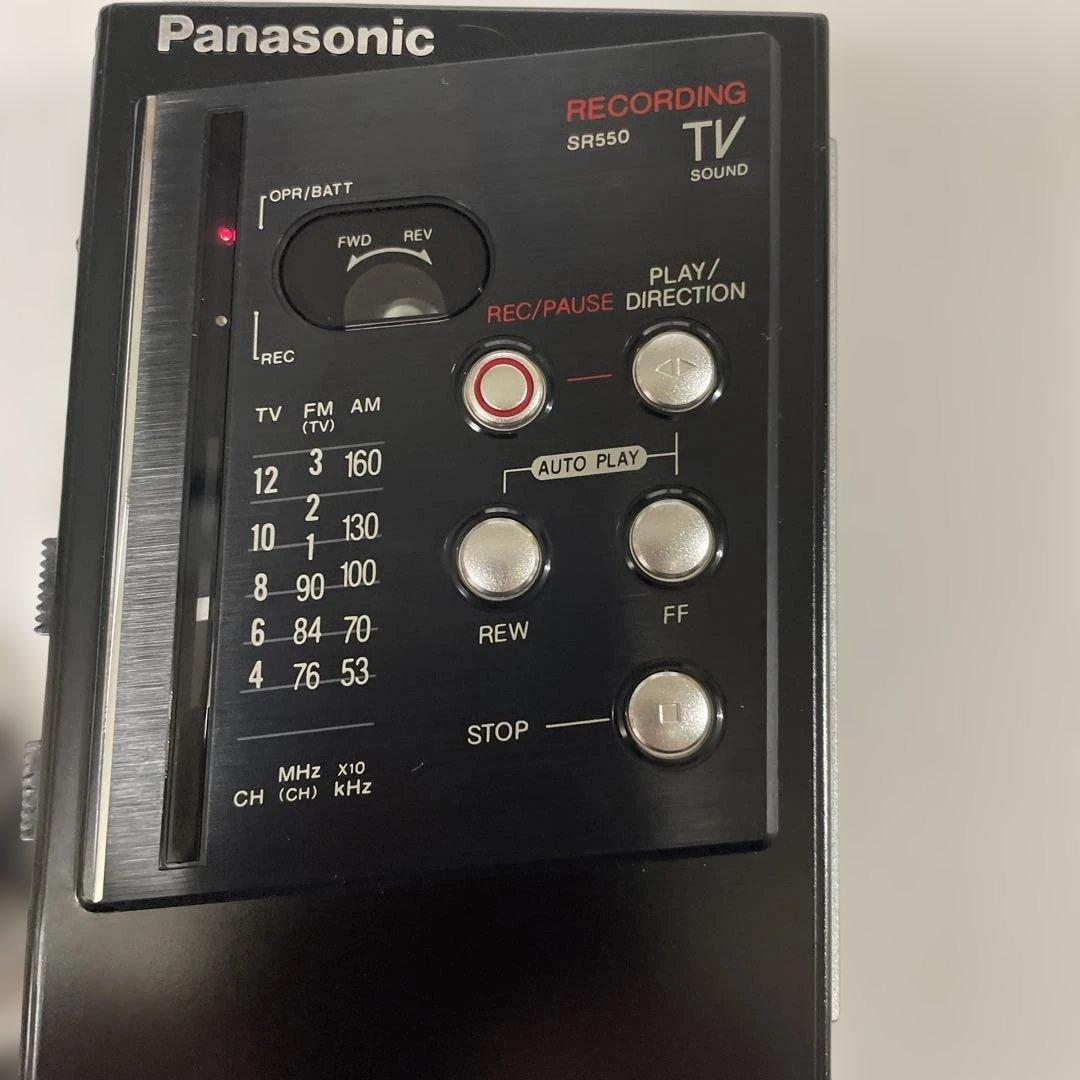 Panasonic
RECORDING
SR550 TV
SOUND
OPR/BATT
FWD REV
REC/PAUSE
PLAY/
DIRECTION
REC
TV FM AM
(TV)
12 3 160
2
10 130
1
8 90 100
6 84 70
4 76 53
MHz X10
CH (CH) kHz
AUTO PLAY
REW
FF
STOP